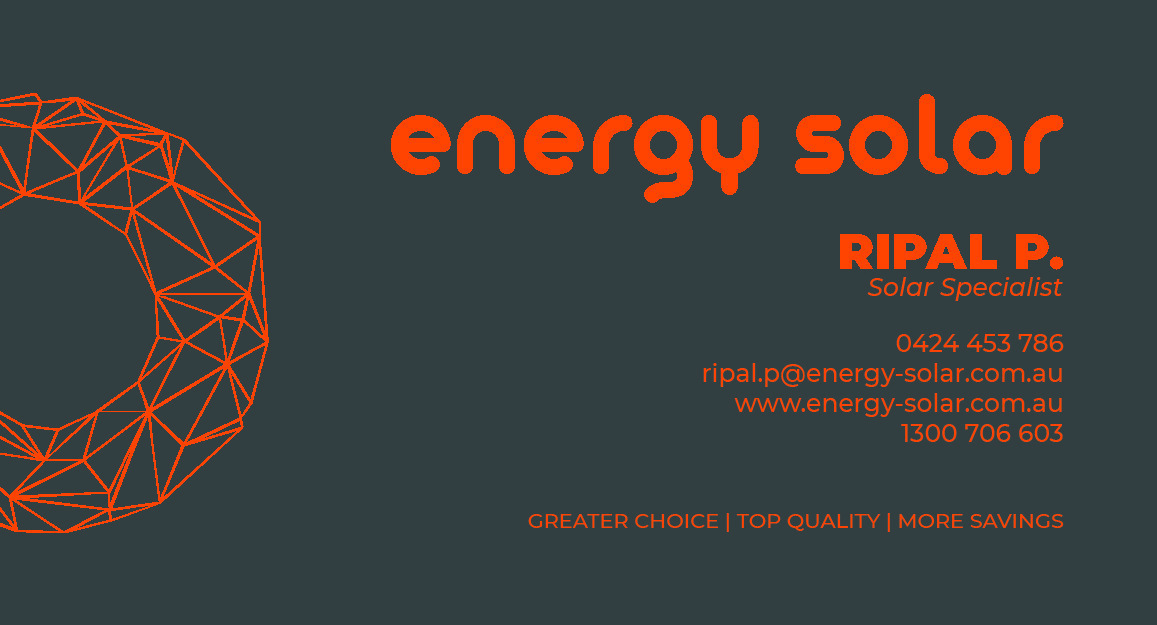 energy solar
RIPAL P.
Solar Specialist
0424 453 786
ripal.p@energy-solar.com.au
www.energy-solar.com.au
1300 706 603
GREATER CHOICE | TOP QUALITY | MORE SAVINGS